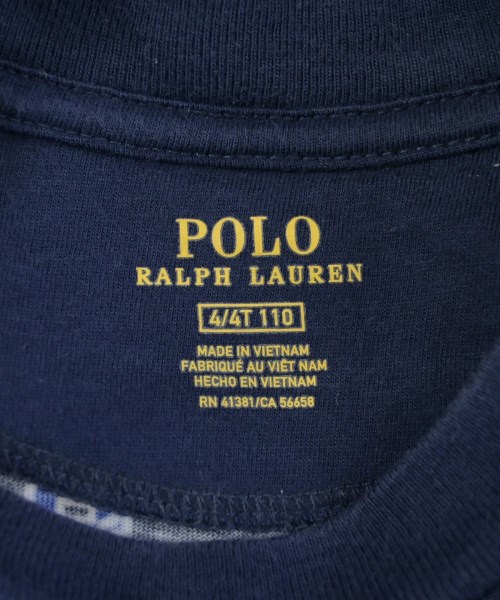 POLO
RALPH LAUREN
4/4T 110
MADE IN VIETNAM
FABRIQUÉ AU VIÊT NAM
HECHO EN VIETNAM
RN 41381/CA 56658